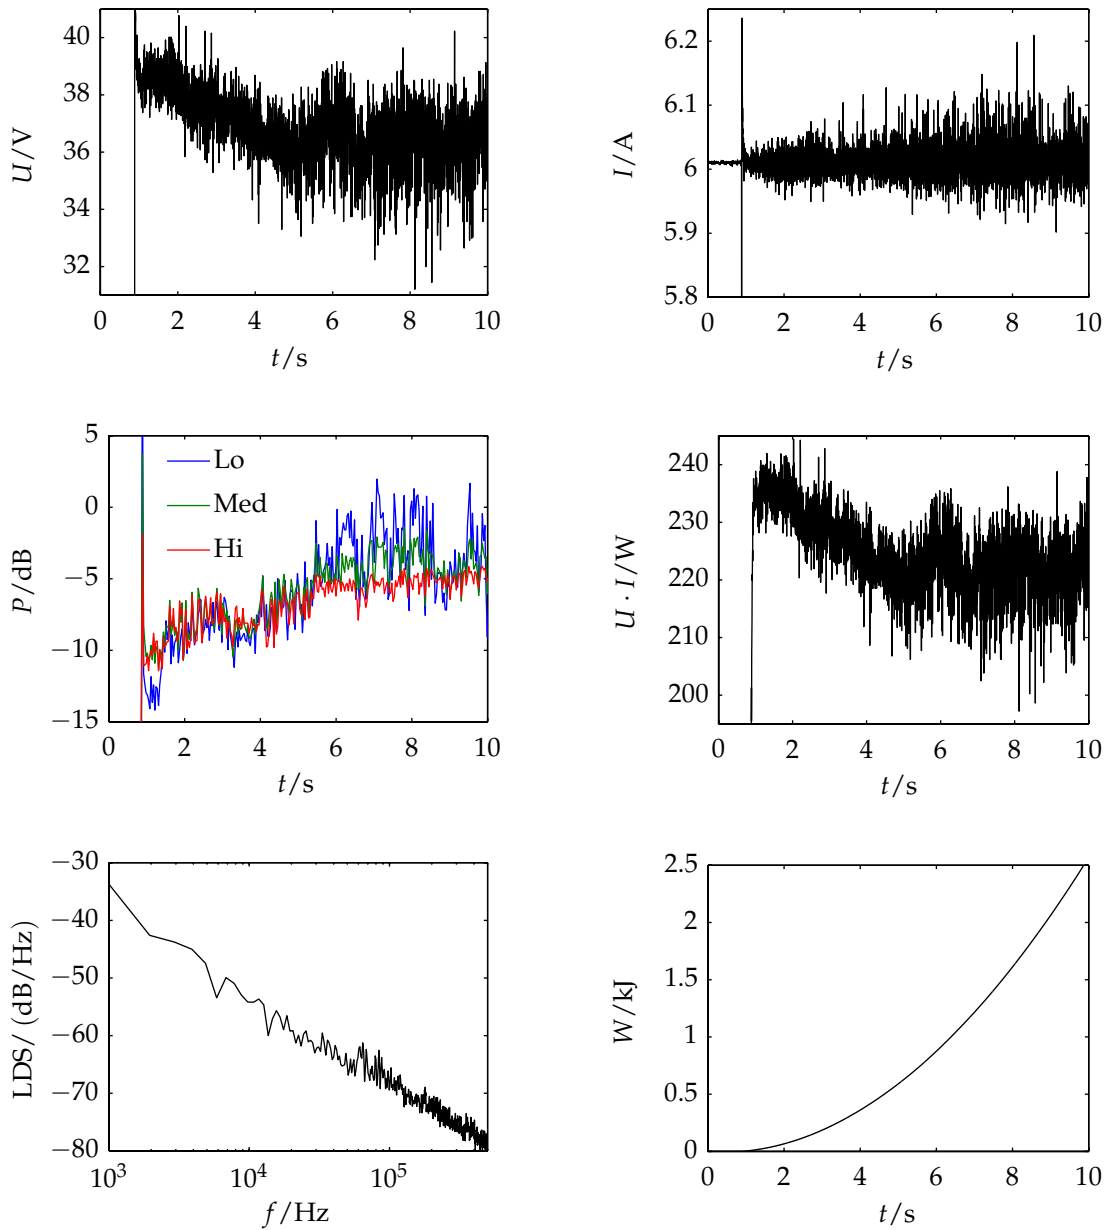 40
38
36
34
32
U/V
0 2 4 6 8 10
t/s
6.2
6.1
6
5.9
5.8
I/A
0 2 4 6 8 10
t/s
5
0
−5
−10
−15
P/dB
Lo
Med
Hi
0 2 4 6 8 10
t/s
240
230
220
210
200
U · I/W
0 2 4 6 8 10
t/s
−30
−40
−50
−60
−70
−80
LDS/(dB/Hz)
10³ 10⁴ 10⁵
f/Hz
2.5
2
1.5
1
0.5
0
W/kJ
0 2 4 6 8 10
t/s